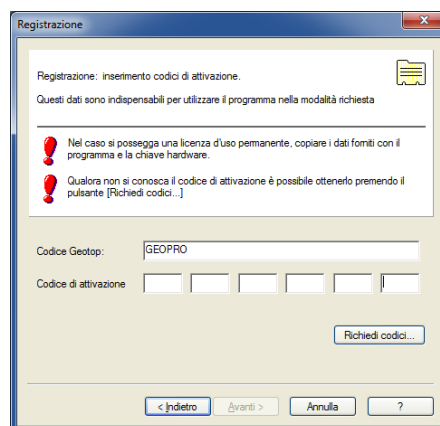 Registrazione
Registrazione: inserimento codici di attivazione.
Questi dati sono indispensabili per utilizzare il programma nella modalità richiesta
Nel caso si possegga una licenza d'uso permanente, copiare i dati forniti con il
programma e la chiave hardware.
Qualora non si conosca il codice di attivazione è possibile ottenerlo premendo il
pulsante [Richiedi codici...]
Codice Geotop: GEOPRO
Codice di attivazione
Richiedi codici...
< Indietro Avanti > Annulla ?